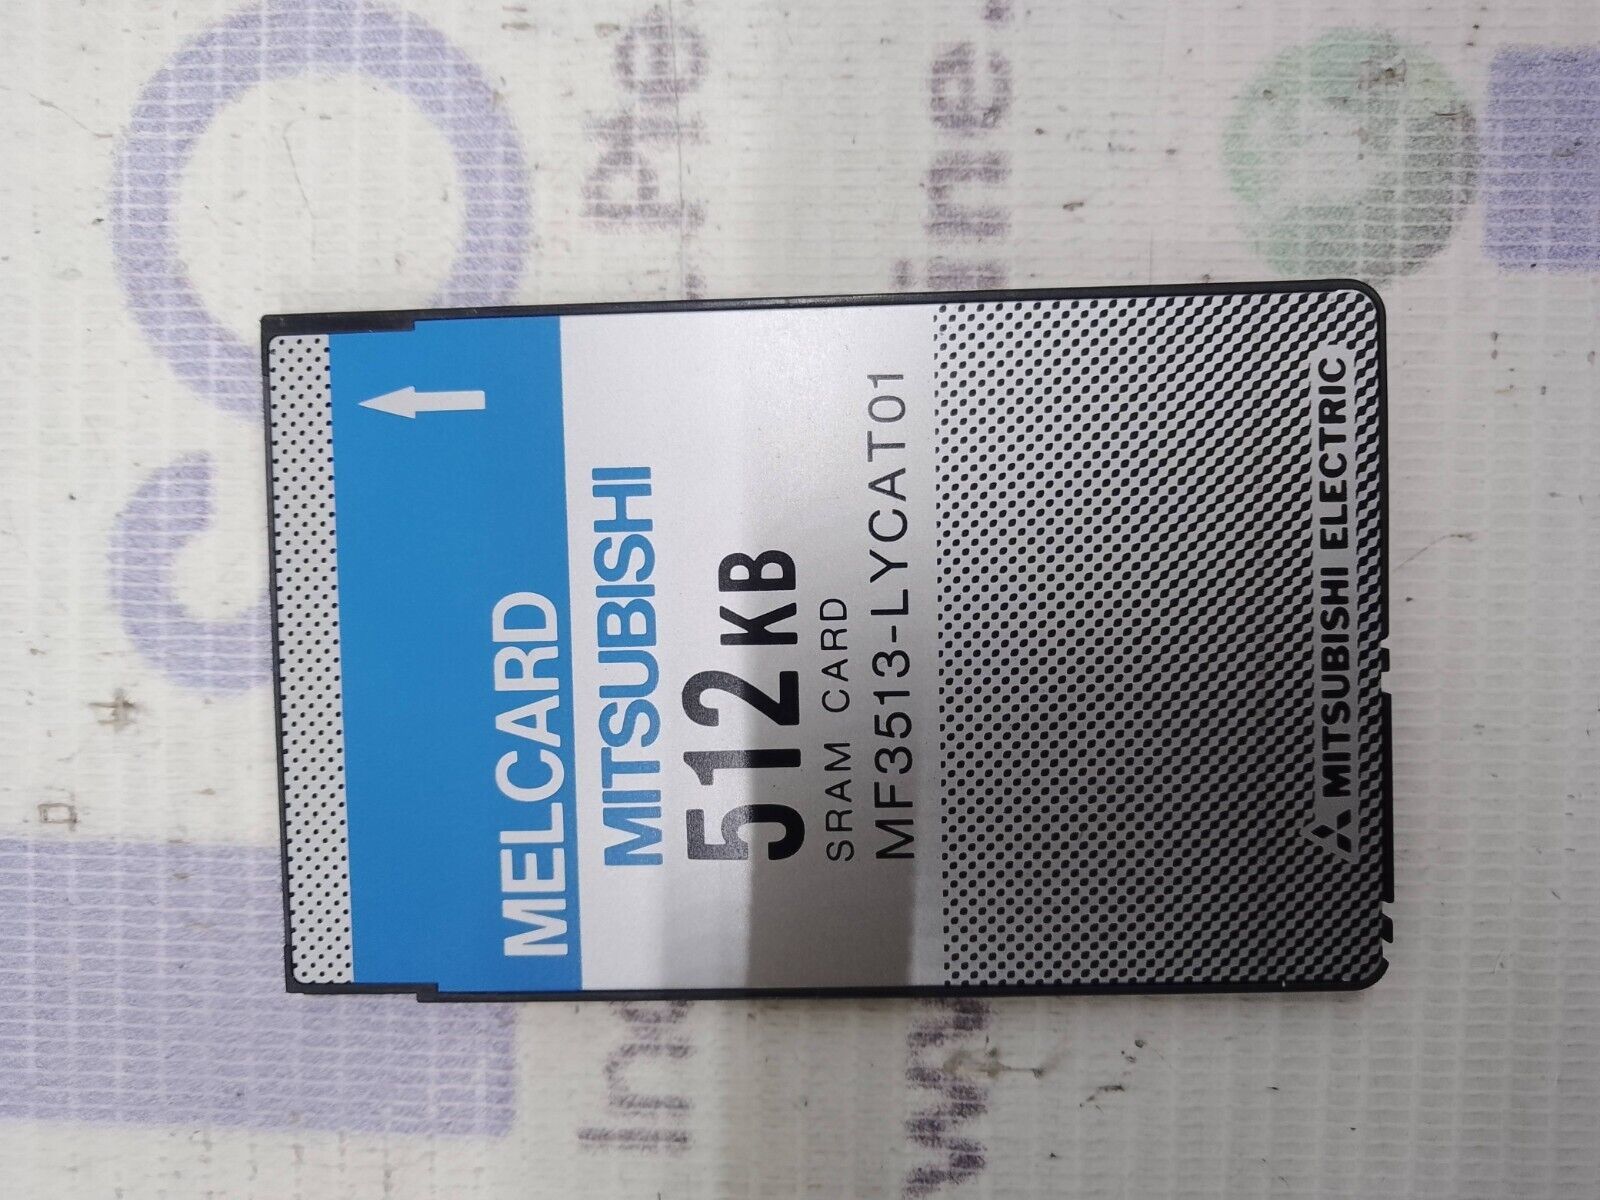 MELCARD
MITSUBISHI
512KB
SRAM CARD
MF3513-LYCAT01
MITSUBISHI ELECTRIC